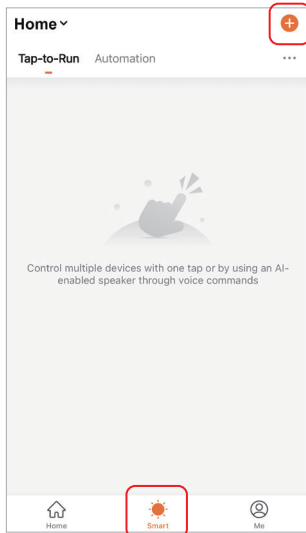 Home
Tap-to-Run Automation
Control multiple devices with one tap or by using an AI-
enabled speaker through voice commands
Home Smart Me